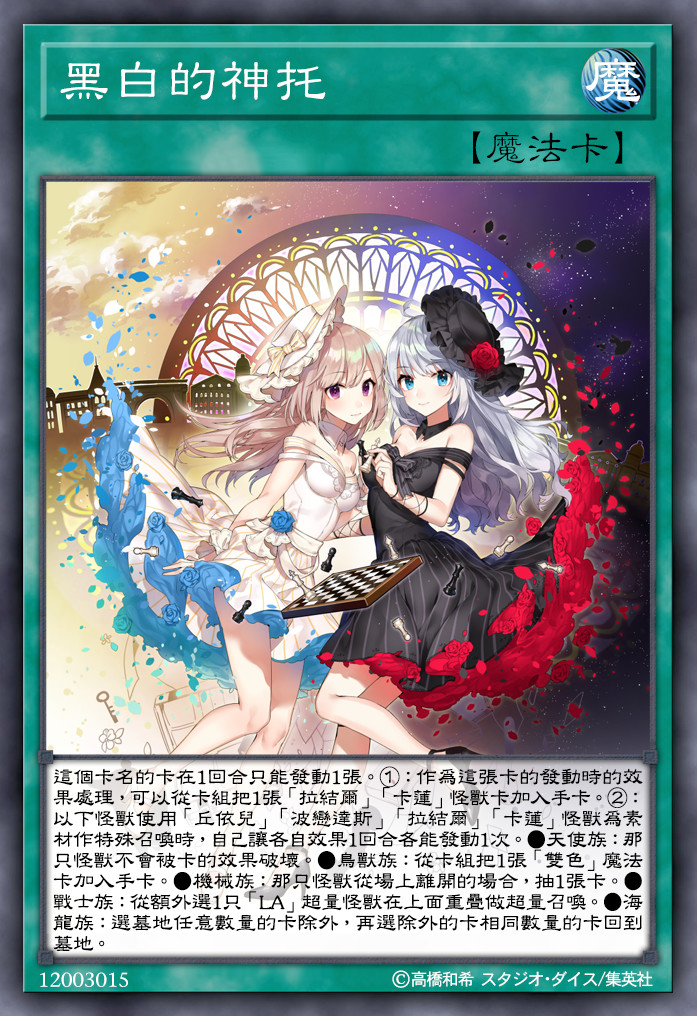 黑白的神托
魔
【魔法卡】
這個卡名的卡在1回合只能發動1張。①：作為這張卡的發動時的效
果處理，可以從卡組把1張「拉結爾」「卡蓮」怪獸卡加入手卡。②：
以下怪獸使用「丘依兒」「波戀達斯」「拉結爾」「卡蓮」怪獸為素
材作特殊召喚時，自己讓各自效果1回合各能發動1次。●天使族：那
只怪獸不會被卡的效果破壞。●鳥獸族：從卡組把1張「雙色」魔法
卡加入手卡。●機械族：那只怪獸從場上離開的場合，抽1張卡。●
戰士族：從額外選1只「LA」超量怪獸在上面重疊做超量召喚。●海
龍族：選墓地任意數量的卡除外，再選除外的卡相同數量的卡回到
墓地。
12003015
©高橋和希 スタジオ・ダイス/集英社